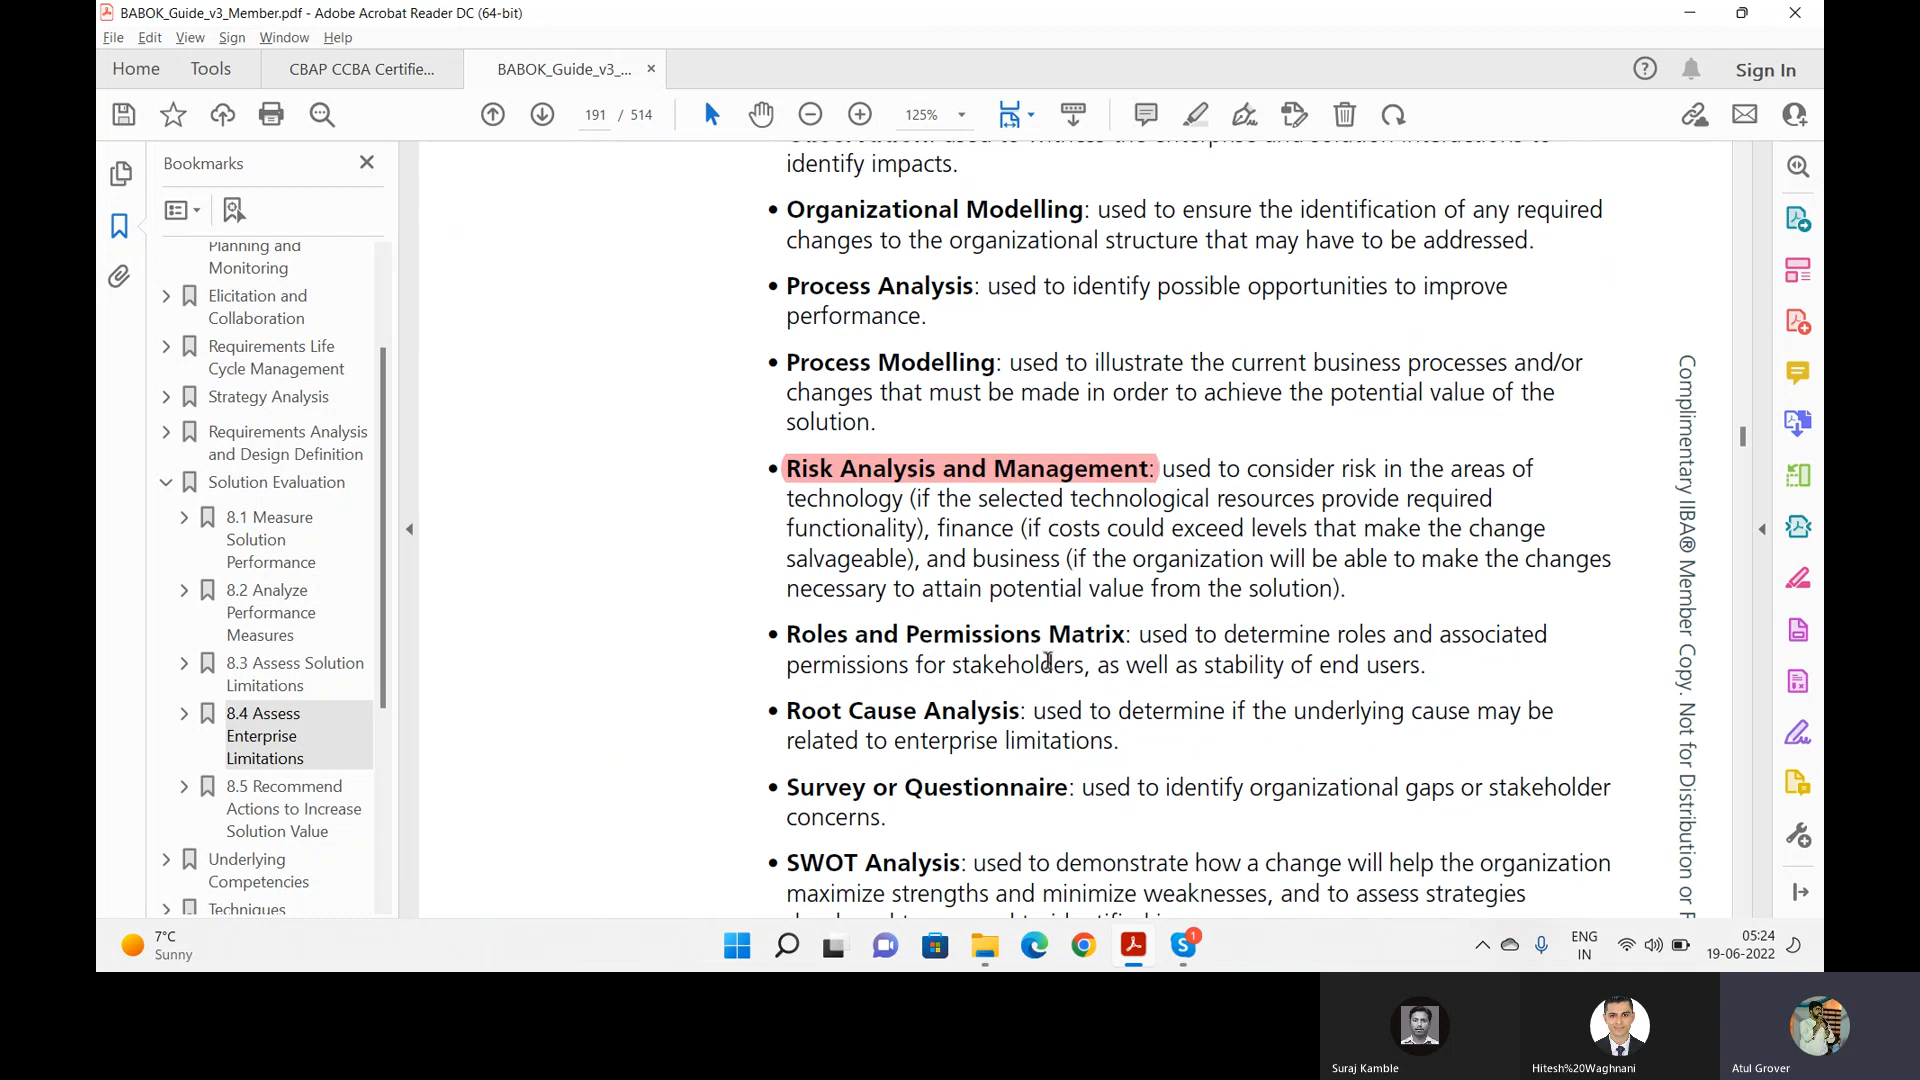 BABOK_Guide_v3_Member.pdf - Adobe Acrobat Reader DC (64-bit)
File Edit View Sign Window Help
Home Tools CBAP CCBA Certifie... BABOK_Guide_v3_... Sign In
191 / 514 125%
Bookmarks
Planning and
Monitoring
Elicitation and
Collaboration
Requirements Life
Cycle Management
Strategy Analysis
Requirements Analysis
and Design Definition
Solution Evaluation
8.1 Measure
Solution
Performance
8.2 Analyze
Performance
Measures
8.3 Assess Solution
Limitations
8.4 Assess
Enterprise
Limitations
8.5 Recommend
Actions to Increase
Solution Value
Underlying
Competencies
Techniques
identify impacts.
• Organizational Modelling: used to ensure the identification of any required
changes to the organizational structure that may have to be addressed.
• Process Analysis: used to identify possible opportunities to improve
performance.
• Process Modelling: used to illustrate the current business processes and/or
changes that must be made in order to achieve the potential value of the
solution.
• Risk Analysis and Management: used to consider risk in the areas of
technology (if the selected technological resources provide required
functionality), finance (if costs could exceed levels that make the change
salvageable), and business (if the organization will be able to make the changes
necessary to attain potential value from the solution).
• Roles and Permissions Matrix: used to determine roles and associated
permissions for stakeholders, as well as stability of end users.
• Root Cause Analysis: used to determine if the underlying cause may be
related to enterprise limitations.
• Survey or Questionnaire: used to identify organizational gaps or stakeholder
concerns.
• SWOT Analysis: used to demonstrate how a change will help the organization
maximize strengths and minimize weaknesses, and to assess strategies
Complimentary IIBA® Member Copy. Not for Distribution or
7°C
Sunny
1
ENG
IN
05:24
19-06-2022
Suraj Kamble
Hitesh%20Waghnani
Atul Grover